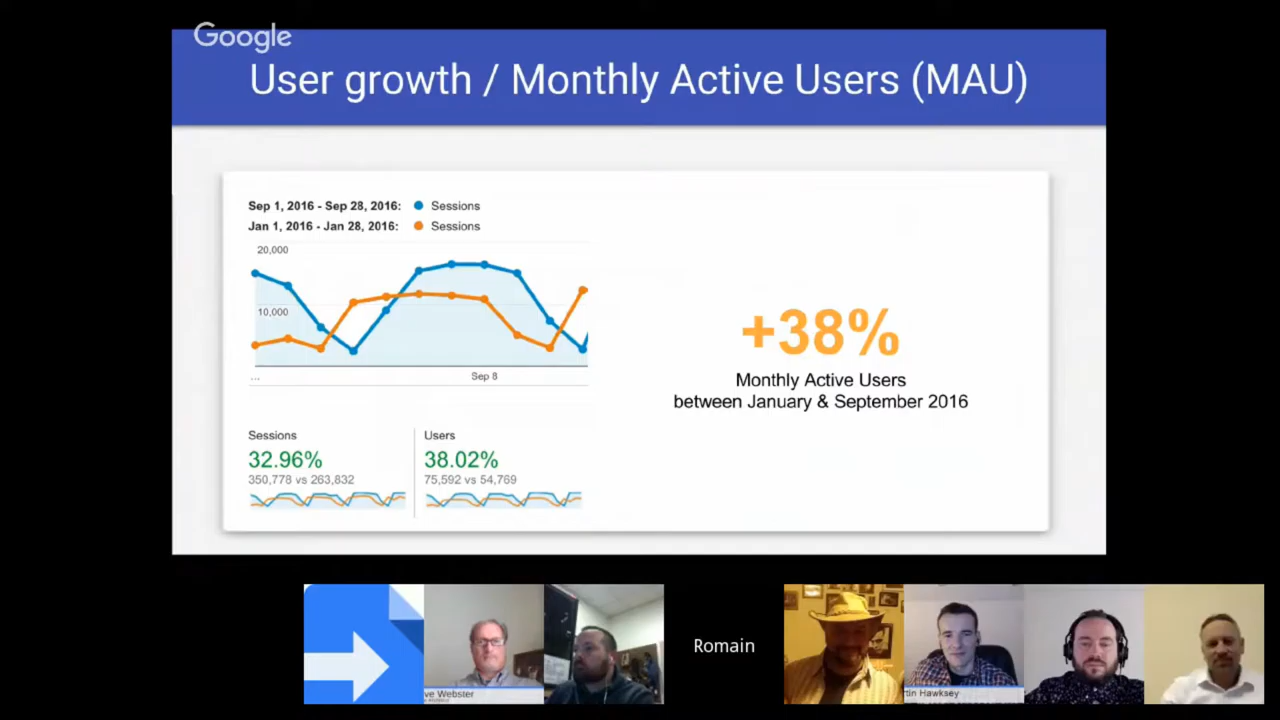 Google
User growth / Monthly Active Users (MAU)
Sep 1, 2016 - Sep 28, 2016: Sessions
Jan 1, 2016 - Jan 28, 2016: Sessions
20,000
10,000
...
Sep 8
+38%
Monthly Active Users
between January & September 2016
Sessions
32.96%
350,778 vs 263,832
Users
38.02%
75,592 vs 54,769
Romain
ve Webster
tin Hawksey